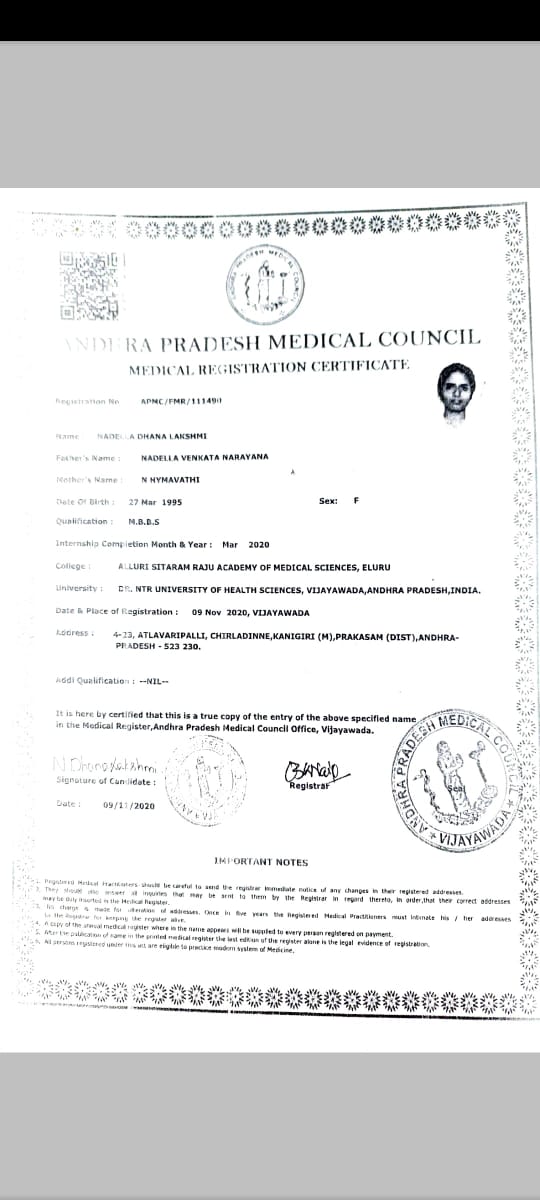 ANDHRA PRADESH MEDICAL COUNCIL
MEDICAL REGISTRATION CERTIFICATE
Registration No APMC/FMR/111490
Name : NADELLA DHANA LAKSHMI
Father's Name : NADELLA VENKATA NARAYANA
Mother's Name : N HYMAVATHI
Date Of Birth : 27 Mar 1995 Sex: F
Qualification : M.B.B.S
Internship Completion Month & Year : Mar 2020
College : ALLURI SITARAM RAJU ACADEMY OF MEDICAL SCIENCES, ELURU
University : DR. NTR UNIVERSITY OF HEALTH SCIENCES, VIJAYAWADA,ANDHRA PRADESH,INDIA.
Date & Place of Registration : 09 Nov 2020, VIJAYAWADA
Address : 4-23, ATLAVARIPALLI, CHIRLADINNE,KANIGIRI (M),PRAKASAM (DIST),ANDHRA-
PRADESH - 523 230.
Addl Qualification : --NIL--
It is here by certified that this is a true copy of the entry of the above specified name
in the Medical Register,Andhra Pradesh Medical Council Office, Vijayawada.
N Dhana Lakshmi
Signature of Candidate :
Registrar
Date : 09/11/2020
ANDHRA PRADESH MEDICAL COUNCIL
Seal
VIJAYAWADA
IMPORTANT NOTES
1. Registered Medical Practitioners should be careful to send the registrar immediate notice of any changes in their registered addresses.
2. They should also answer all inquiries that may be sent to them by the Registrar in regard thereto, in order,that their correct addresses
may be duly inserted in the Medical Register.
3. No charge is made for alteration of addresses. Once in five years the Registered Medical Practitioners must intimate his / her addresses
to the Registrar for keeping the register alive.
4. A copy of the annual medical register where in the name appears will be supplied to every person registered on payment.
5. After the publication of name in the printed medical register the last edition of the register alone is the legal evidence of registration.
6. All persons registered under this act are eligible to practice modern system of Medicine.